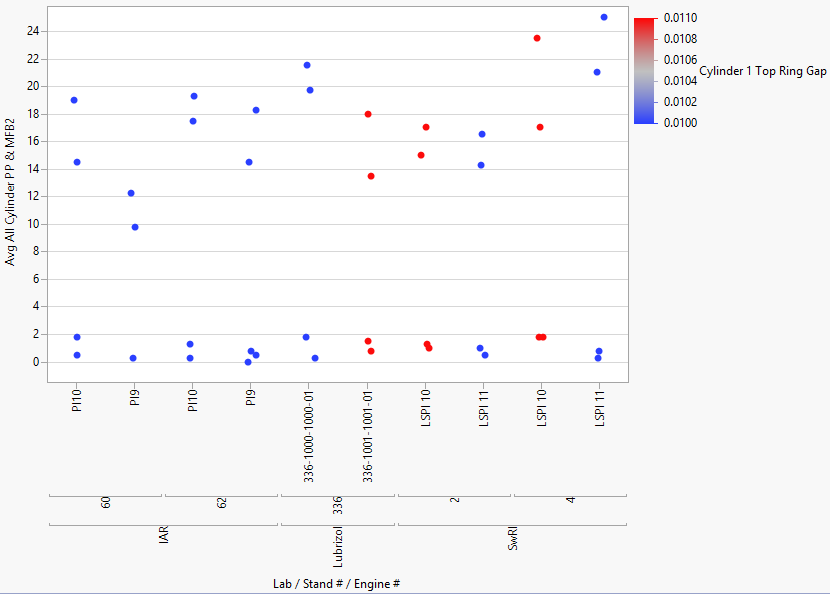 24
22
20
18
16
14
12
10
8
6
4
2
0
Avg All Cylinder PP & MFB2
0.0110
0.0108
0.0106
0.0104
0.0102
0.0100
Cylinder 1 Top Ring Gap
PI10
PI9
PI10
PI9
336-1000-1000-01
336-1001-1001-01
LSPI 10
LSPI 11
LSPI 10
LSPI 11
60
62
336
2
4
IAR
Lubrizol
SwRI
Lab / Stand # / Engine #